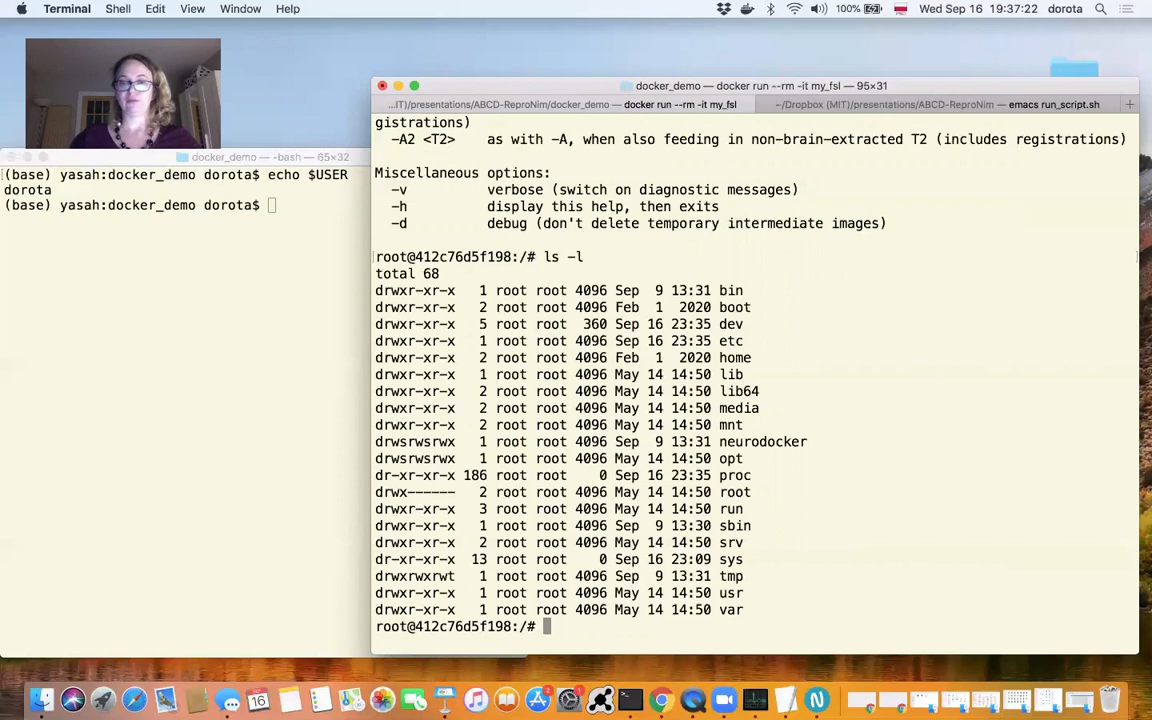 Terminal Shell Edit View Window Help 100% Wed Sep 16 19:37:22 dorota
docker_demo — -bash — 65×32
(base) yasah:docker_demo dorota$ echo $USER
dorota
(base) yasah:docker_demo dorota$
docker_demo — docker run --rm -it my_fsl — 95×31
...IT)/presentations/ABCD-ReproNim/docker_demo — docker run --rm -it my_fsl
~/Dropbox (MIT)/presentations/ABCD-ReproNim — emacs run_script.sh
gistrations)
-A2 <T2> as with -A, when also feeding in non-brain-extracted T2 (includes registrations)
Miscellaneous options:
-v verbose (switch on diagnostic messages)
-h display this help, then exits
-d debug (don't delete temporary intermediate images)
root@412c76d5f198:/# ls -l
total 68
drwxr-xr-x 1 root root 4096 Sep 9 13:31 bin
drwxr-xr-x 2 root root 4096 Feb 1 2020 boot
drwxr-xr-x 5 root root 360 Sep 16 23:35 dev
drwxr-xr-x 1 root root 4096 Sep 16 23:35 etc
drwxr-xr-x 2 root root 4096 Feb 1 2020 home
drwxr-xr-x 1 root root 4096 May 14 14:50 lib
drwxr-xr-x 2 root root 4096 May 14 14:50 lib64
drwxr-xr-x 2 root root 4096 May 14 14:50 media
drwxr-xr-x 2 root root 4096 May 14 14:50 mnt
drwsrwsrwx 1 root root 4096 Sep 9 13:31 neurodocker
drwsrwsrwx 1 root root 4096 May 14 14:50 opt
dr-xr-xr-x 186 root root 0 Sep 16 23:35 proc
drwx------ 2 root root 4096 May 14 14:50 root
drwxr-xr-x 3 root root 4096 May 14 14:50 run
drwxr-xr-x 1 root root 4096 Sep 9 13:30 sbin
drwxr-xr-x 2 root root 4096 May 14 14:50 srv
dr-xr-xr-x 13 root root 0 Sep 16 23:09 sys
drwxrwxrwt 1 root root 4096 Sep 9 13:31 tmp
drwxr-xr-x 1 root root 4096 May 14 14:50 usr
drwxr-xr-x 1 root root 4096 May 14 14:50 var
root@412c76d5f198:/#